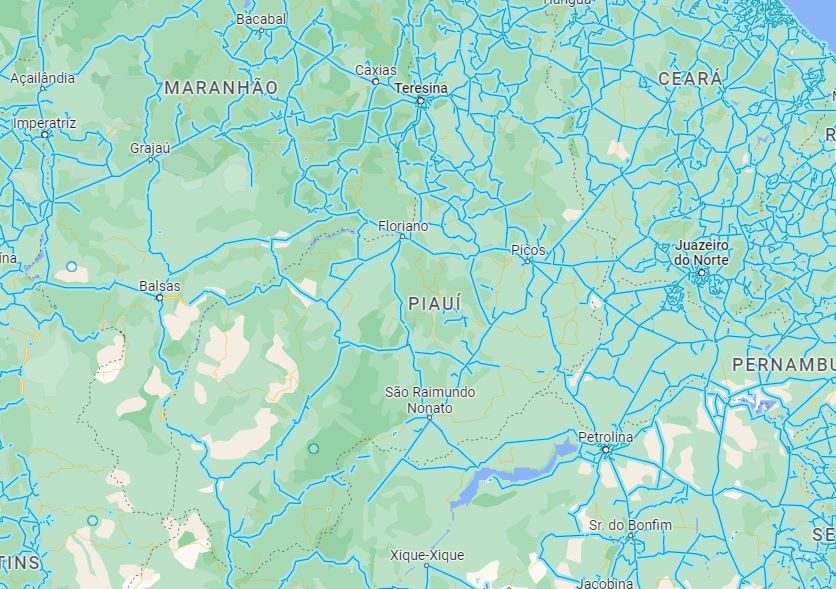 Bacabal
Açailândia
MARANHÃO
Caxias
Teresina
CEARÁ
Imperatriz
Grajaú
Floriano
Picos
Juazeiro
do Norte
Balsas
PIAUÍ
PERNAMBU
São Raimundo
Nonato
Petrolina
Sr. do Bonfim
SE
TINS
Xique-Xique
Jacobina